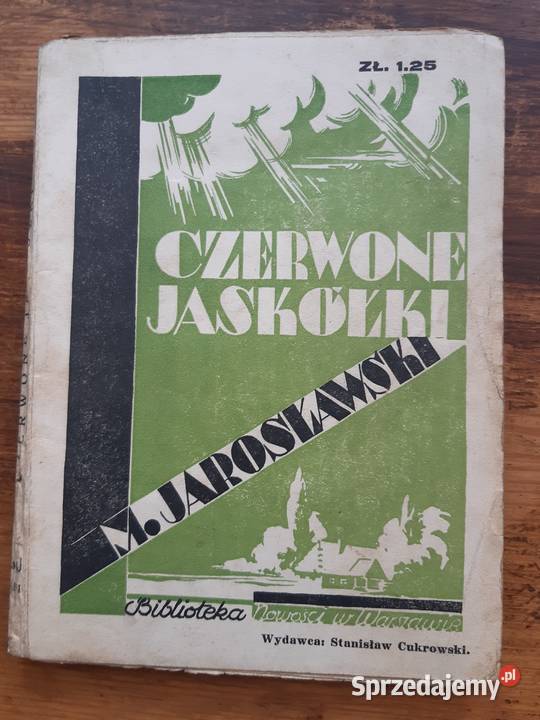 ZŁ. 1.25
CZERWONE
JASKÓŁKI
M. JAROSŁAWSKI
Biblioteka Nowości w Warszawie
Wydawca: Stanisław Cukrowski.
Sprzedajemy.pl